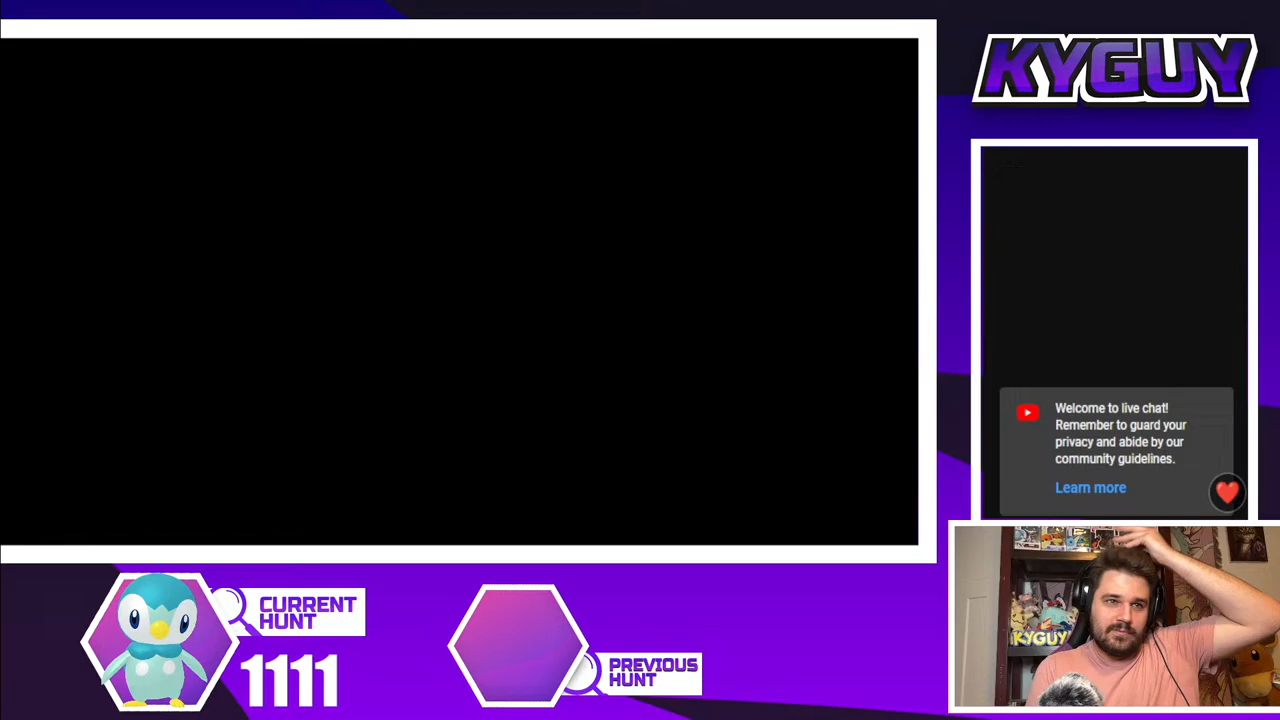 KYGUY
Welcome to live chat!
Remember to guard your
privacy and abide by our
community guidelines.
Learn more
KYGUY
CURRENT
HUNT
1111
PREVIOUS
HUNT